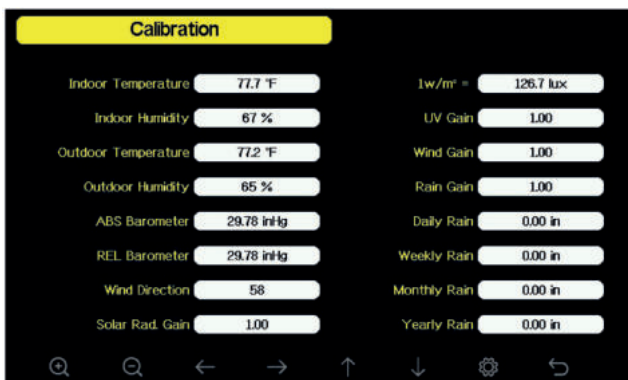 Calibration
Indoor Temperature 77.7 °F
Indoor Humidity 67 %
Outdoor Temperature 77.2 °F
Outdoor Humidity 65 %
ABS Barometer 29.78 inHg
REL Barometer 29.78 inHg
Wind Direction 58
Solar Rad. Gain 1.00
1w/m² = 126.7 lux
UV Gain 1.00
Wind Gain 1.00
Rain Gain 1.00
Daily Rain 0.00 in
Weekly Rain 0.00 in
Monthly Rain 0.00 in
Yearly Rain 0.00 in